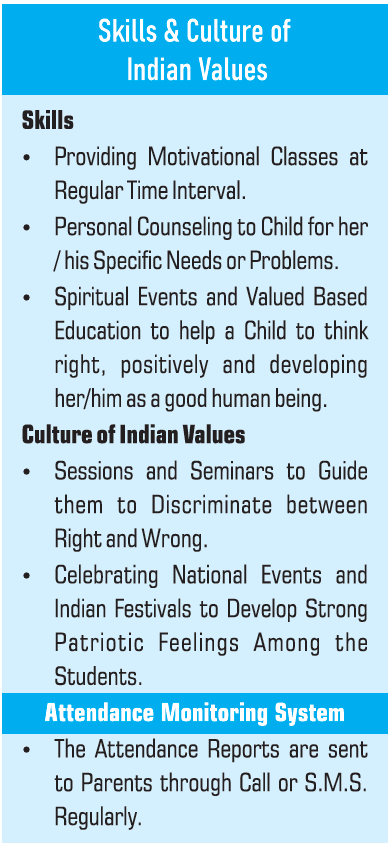 Skills & Culture of
Indian Values
Skills
• Providing Motivational Classes at
Regular Time Interval.
• Personal Counseling to Child for her
/ his Specific Needs or Problems.
• Spiritual Events and Valued Based
Education to help a Child to think
right, positively and developing
her/him as a good human being.
Culture of Indian Values
• Sessions and Seminars to Guide
them to Discriminate between
Right and Wrong.
• Celebrating National Events and
Indian Festivals to Develop Strong
Patriotic Feelings Among the
Students.
Attendance Monitoring System
• The Attendance Reports are sent
to Parents through Call or S.M.S.
Regularly.